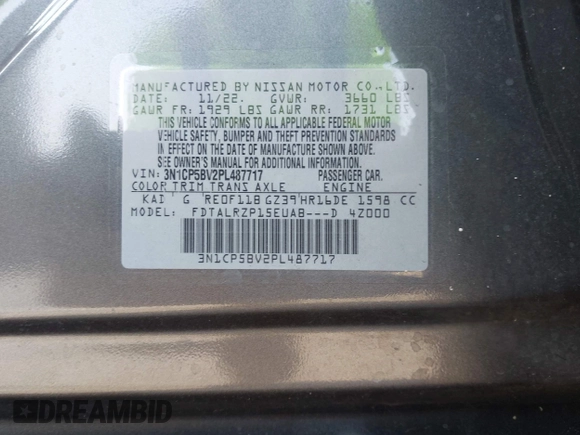 MANUFACTURED BY NISSAN MOTOR CO.,LTD.
DATE: 11/22. GVWR: 3660 LBS
GAWR FR: 1929 LBS GAWR RR: 1731 LBS
THIS VEHICLE CONFORMS TO ALL APPLICABLE FEDERAL MOTOR
VEHICLE SAFETY, BUMPER AND THEFT PREVENTION STANDARDS
IN EFFECT ON THE DATE OF MANUFACTURE SHOWN ABOVE.
SEE OWNER'S MANUAL FOR ADDITIONAL INFORMATION.
VIN: 3N1CP5BV2PL487717 PASSENGER CAR.
COLOR TRIM TRANS AXLE ENGINE
KAD G RE0F11B GZ39 HR16DE 1598 CC
MODEL: FDTALRZP15EUAB---D 4Z000
3N1CP5BV2PL487717
DREAMBID